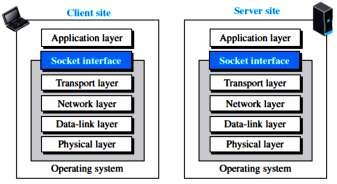 Client site
Application layer
Socket interface
Transport layer
Network layer
Data-link layer
Physical layer
Operating system
Server site
Application layer
Socket interface
Transport layer
Network layer
Data-link layer
Physical layer
Operating system